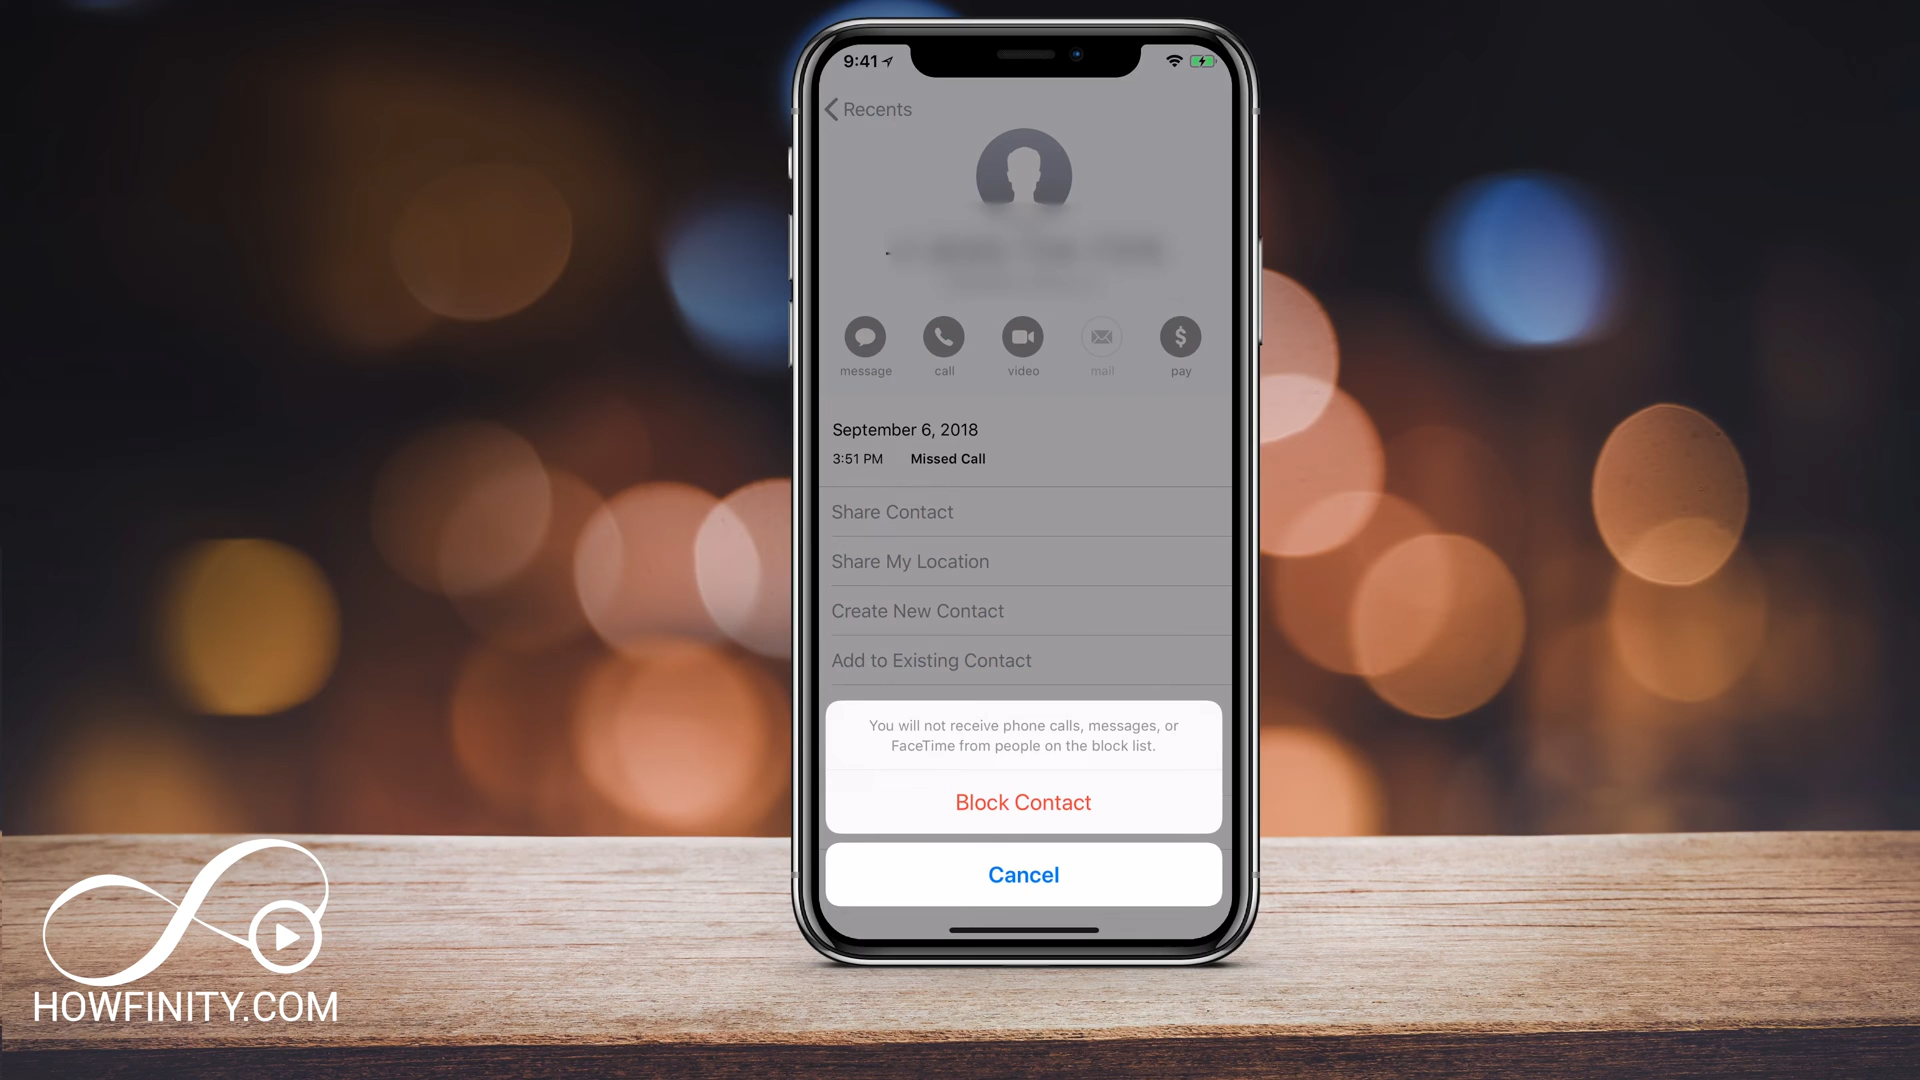 9:41
Recents
message call video mail pay
September 6, 2018
3:51 PM Missed Call
Share Contact
Share My Location
Create New Contact
Add to Existing Contact
You will not receive phone calls, messages, or
FaceTime from people on the block list.
Block Contact
Cancel
HOWFINITY.COM